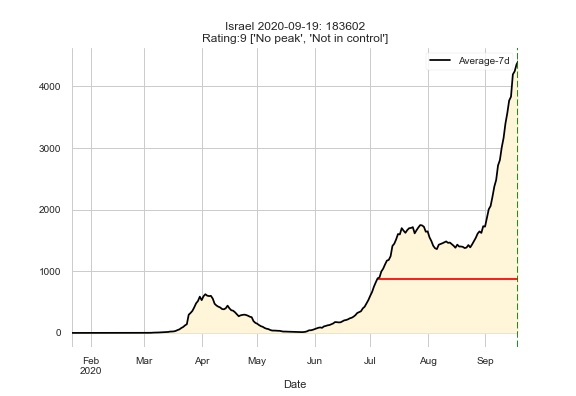 Israel 2020-09-19: 183602
Rating:9 ['No peak', 'Not in control']
Average-7d
4000
3000
2000
1000
0
Feb Mar Apr May Jun Jul Aug Sep
2020
Date